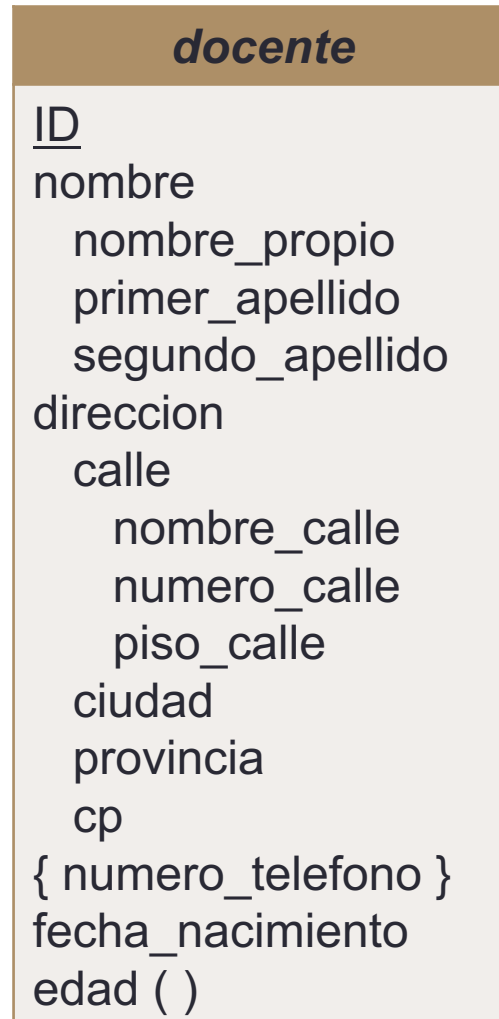 docente
ID
nombre
nombre_propio
primer_apellido
segundo_apellido
direccion
calle
nombre_calle
numero_calle
piso_calle
ciudad
provincia
cp
{ numero_telefono }
fecha_nacimiento
edad ( )